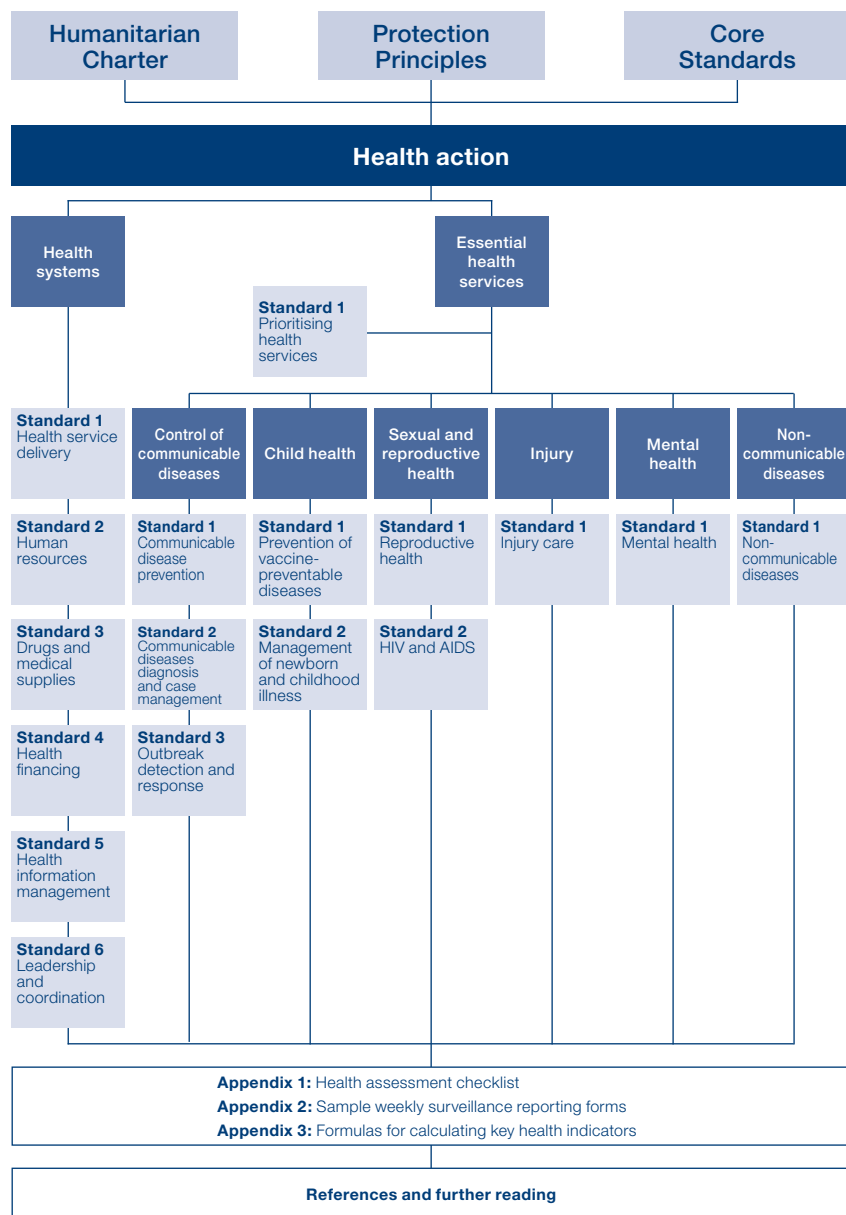 Humanitarian
Charter
Protection
Principles
Core
Standards
Health action
Health
systems
Essential
health
services
Standard 1
Prioritising
health
services
Standard 1
Health service
delivery
Control of
communicable
diseases
Child health
Sexual and
reproductive
health
Injury
Mental
health
Non-
communicable
diseases
Standard 2
Human
resources
Standard 1
Communicable
disease
prevention
Standard 1
Prevention of
vaccine-
preventable
diseases
Standard 1
Reproductive
health
Standard 1
Injury care
Standard 1
Mental health
Standard 1
Non-
communicable
diseases
Standard 3
Drugs and
medical
supplies
Standard 2
Communicable
diseases
diagnosis
and case
management
Standard 2
Management
of newborn
and childhood
illness
Standard 2
HIV and AIDS
Standard 4
Health
financing
Standard 3
Outbreak
detection and
response
Standard 5
Health
information
management
Standard 6
Leadership
and
coordination
Appendix 1: Health assessment checklist
Appendix 2: Sample weekly surveillance reporting forms
Appendix 3: Formulas for calculating key health indicators
References and further reading